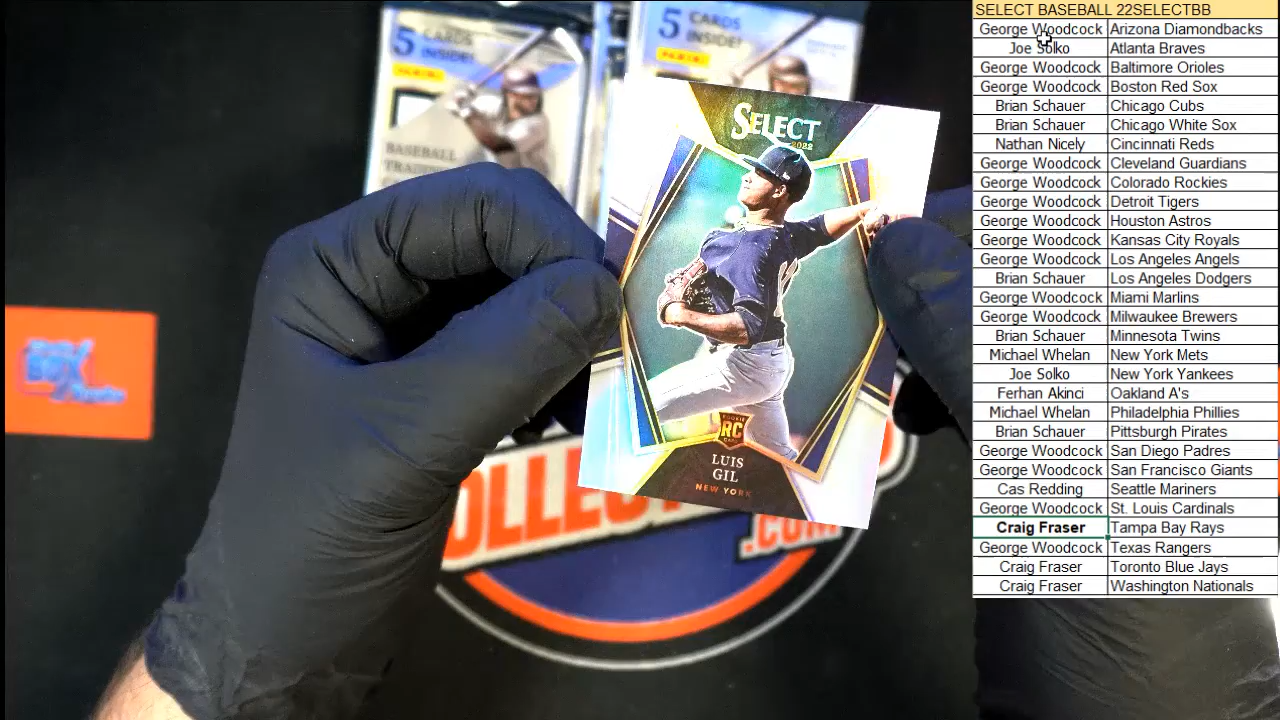 5 CARDS
INSIDE!
PANINI
BASEBALL
5 CARDS
INSIDE!
PANINI
SELECT
2022
ROOKIE
RC
CARD
LUIS
GIL
NEW YORK
BOX
OLLEC
.COM
SELECT BASEBALL 22SELECTBB
George Woodcock Arizona Diamondbacks
Joe Solko Atlanta Braves
George Woodcock Baltimore Orioles
George Woodcock Boston Red Sox
Brian Schauer Chicago Cubs
Brian Schauer Chicago White Sox
Nathan Nicely Cincinnati Reds
George Woodcock Cleveland Guardians
George Woodcock Colorado Rockies
George Woodcock Detroit Tigers
George Woodcock Houston Astros
George Woodcock Kansas City Royals
George Woodcock Los Angeles Angels
Brian Schauer Los Angeles Dodgers
George Woodcock Miami Marlins
George Woodcock Milwaukee Brewers
Brian Schauer Minnesota Twins
Michael Whelan New York Mets
Joe Solko New York Yankees
Ferhan Akinci Oakland A's
Michael Whelan Philadelphia Phillies
Brian Schauer Pittsburgh Pirates
George Woodcock San Diego Padres
George Woodcock San Francisco Giants
Cas Redding Seattle Mariners
George Woodcock St. Louis Cardinals
Craig Fraser Tampa Bay Rays
George Woodcock Texas Rangers
Craig Fraser Toronto Blue Jays
Craig Fraser Washington Nationals